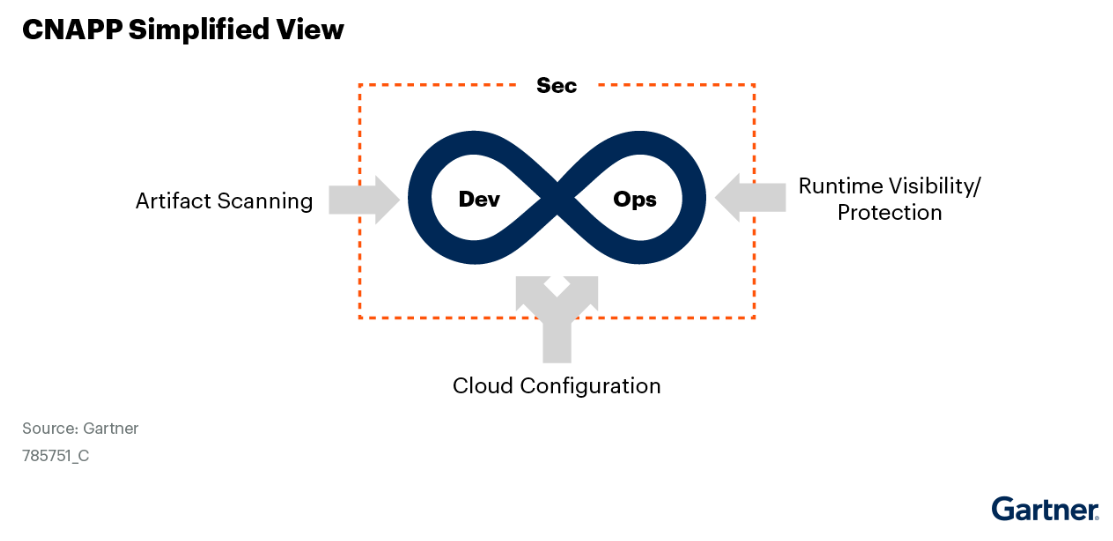 CNAPP Simplified View
Sec
Artifact Scanning
Dev
Ops
Runtime Visibility/
Protection
Cloud Configuration
Source: Gartner
785751_C
Gartner